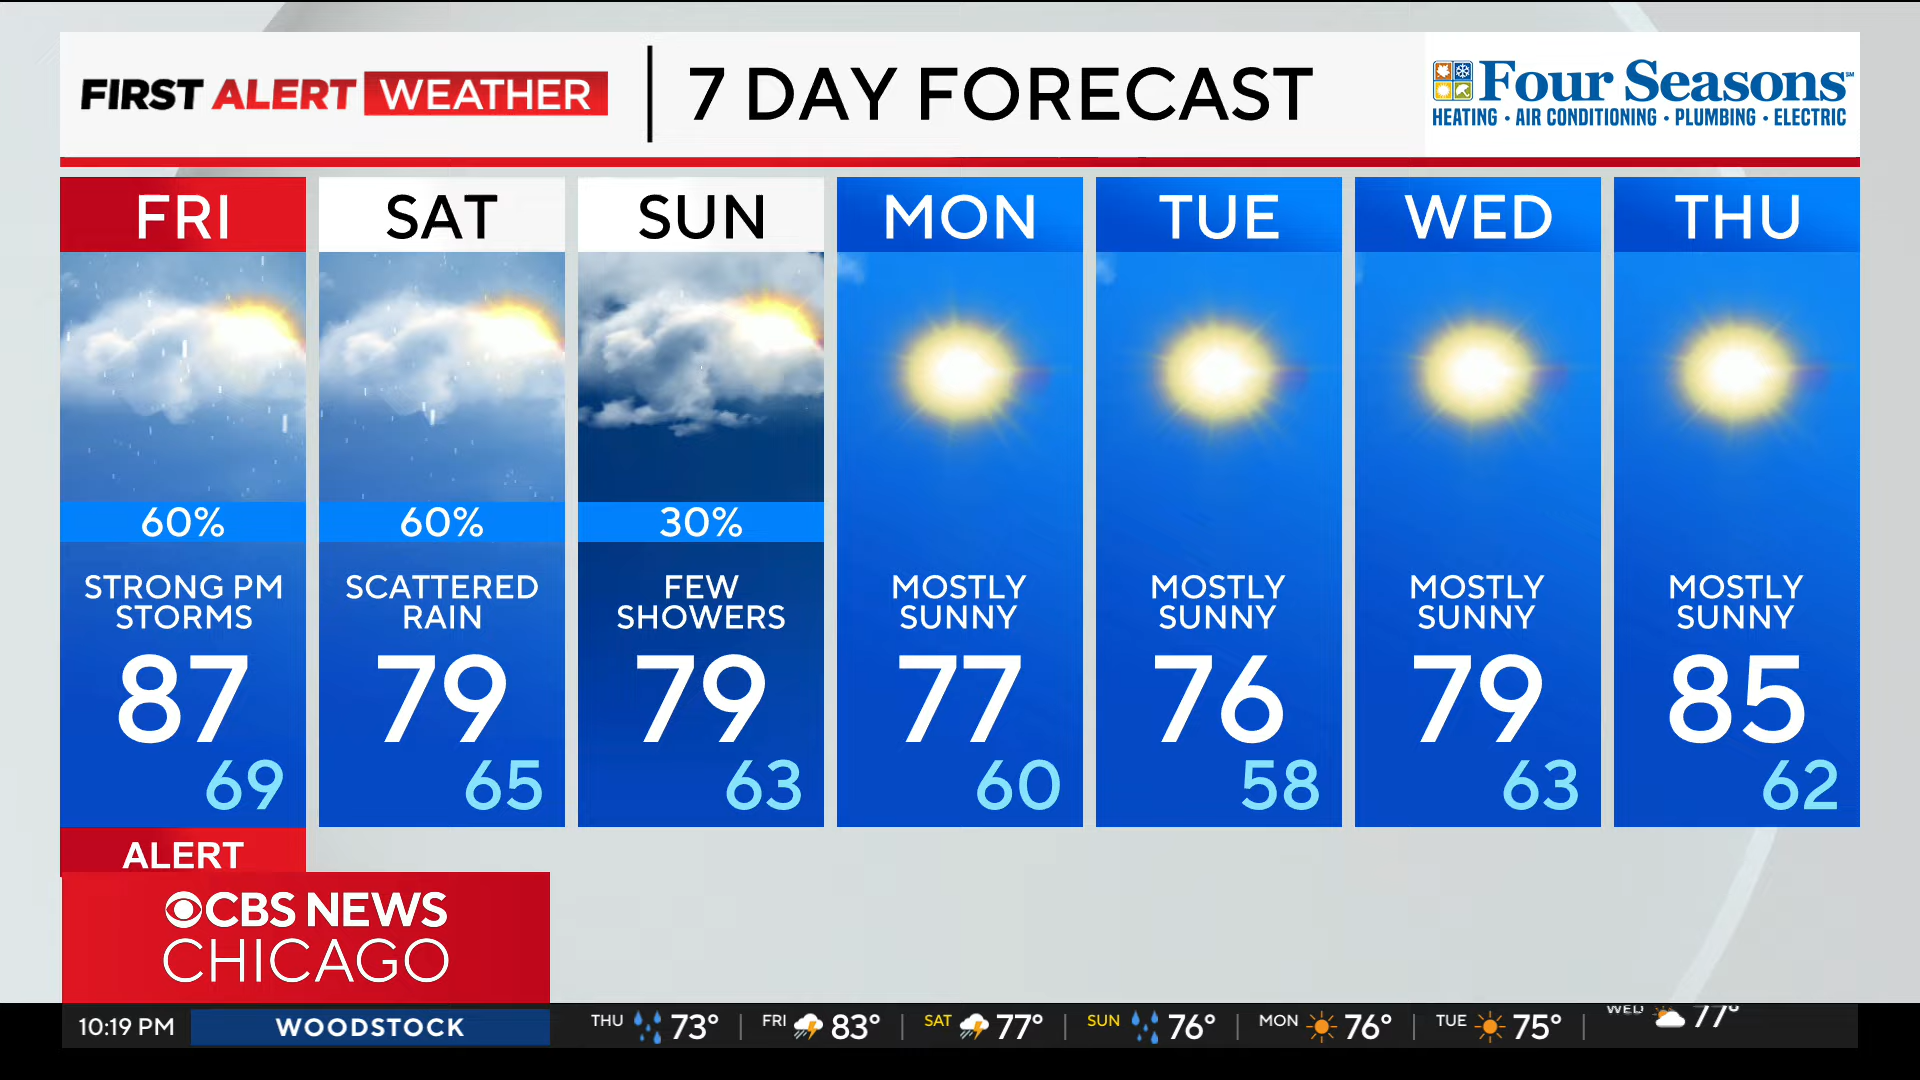 FIRST ALERT WEATHER
7 DAY FORECAST
Four Seasons℠
HEATING · AIR CONDITIONING · PLUMBING · ELECTRIC
FRI
60%
STRONG PM
STORMS
87
69
ALERT
SAT
60%
SCATTERED
RAIN
79
65
SUN
30%
FEW
SHOWERS
79
63
MON
MOSTLY
SUNNY
77
60
TUE
MOSTLY
SUNNY
76
58
WED
MOSTLY
SUNNY
79
63
THU
MOSTLY
SUNNY
85
62
CBS NEWS
CHICAGO
10:19 PM WOODSTOCK THU 73° | FRI 83° | SAT 77° | SUN 76° | MON 76° | TUE 75° | WED 77°